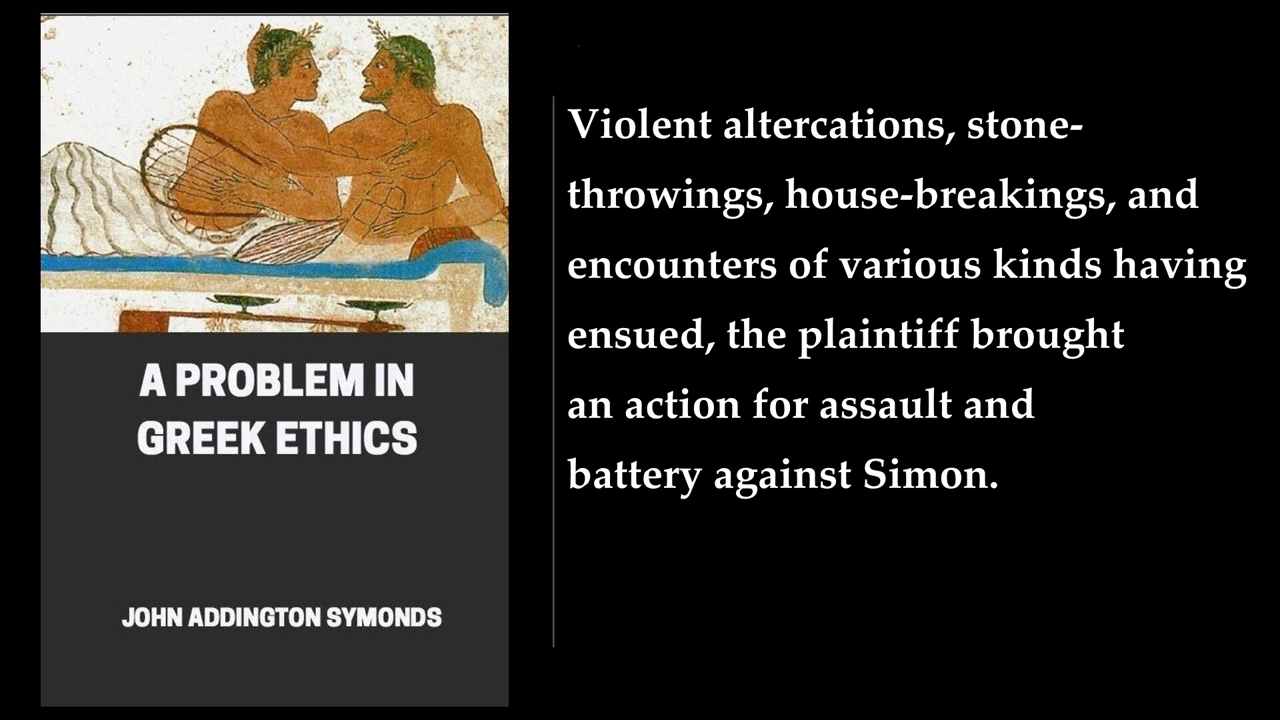 A PROBLEM IN
GREEK ETHICS
JOHN ADDINGTON SYMONDS
Violent altercations, stone-
throwings, house-breakings, and
encounters of various kinds having
ensued, the plaintiff brought
an action for assault and
battery against Simon.